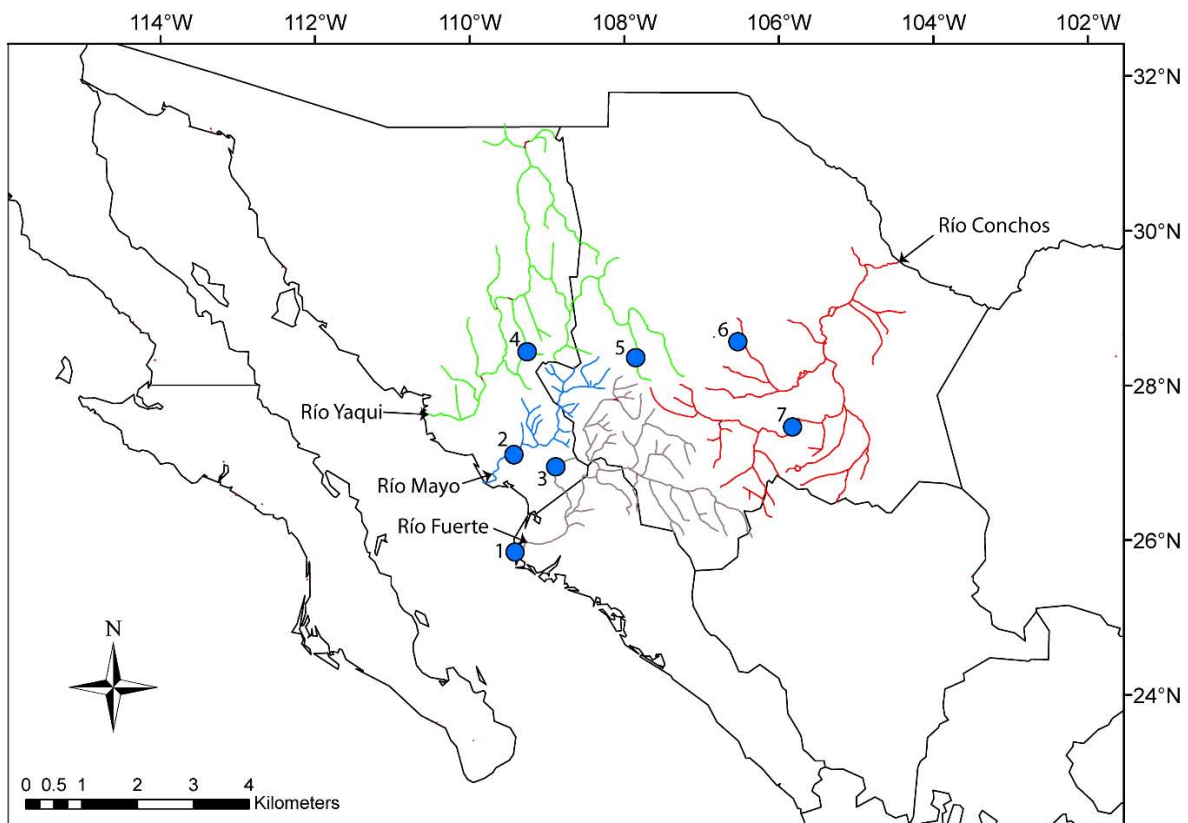 114°W 112°W 110°W 108°W 106°W 104°W 102°W
32°N
Río Conchos
30°N
6
4
5
28°N
Río Yaqui
7
2
3
Río Mayo
Río Fuerte
26°N
1
N
24°N
0 0.5 1 2 3 4
Kilometers